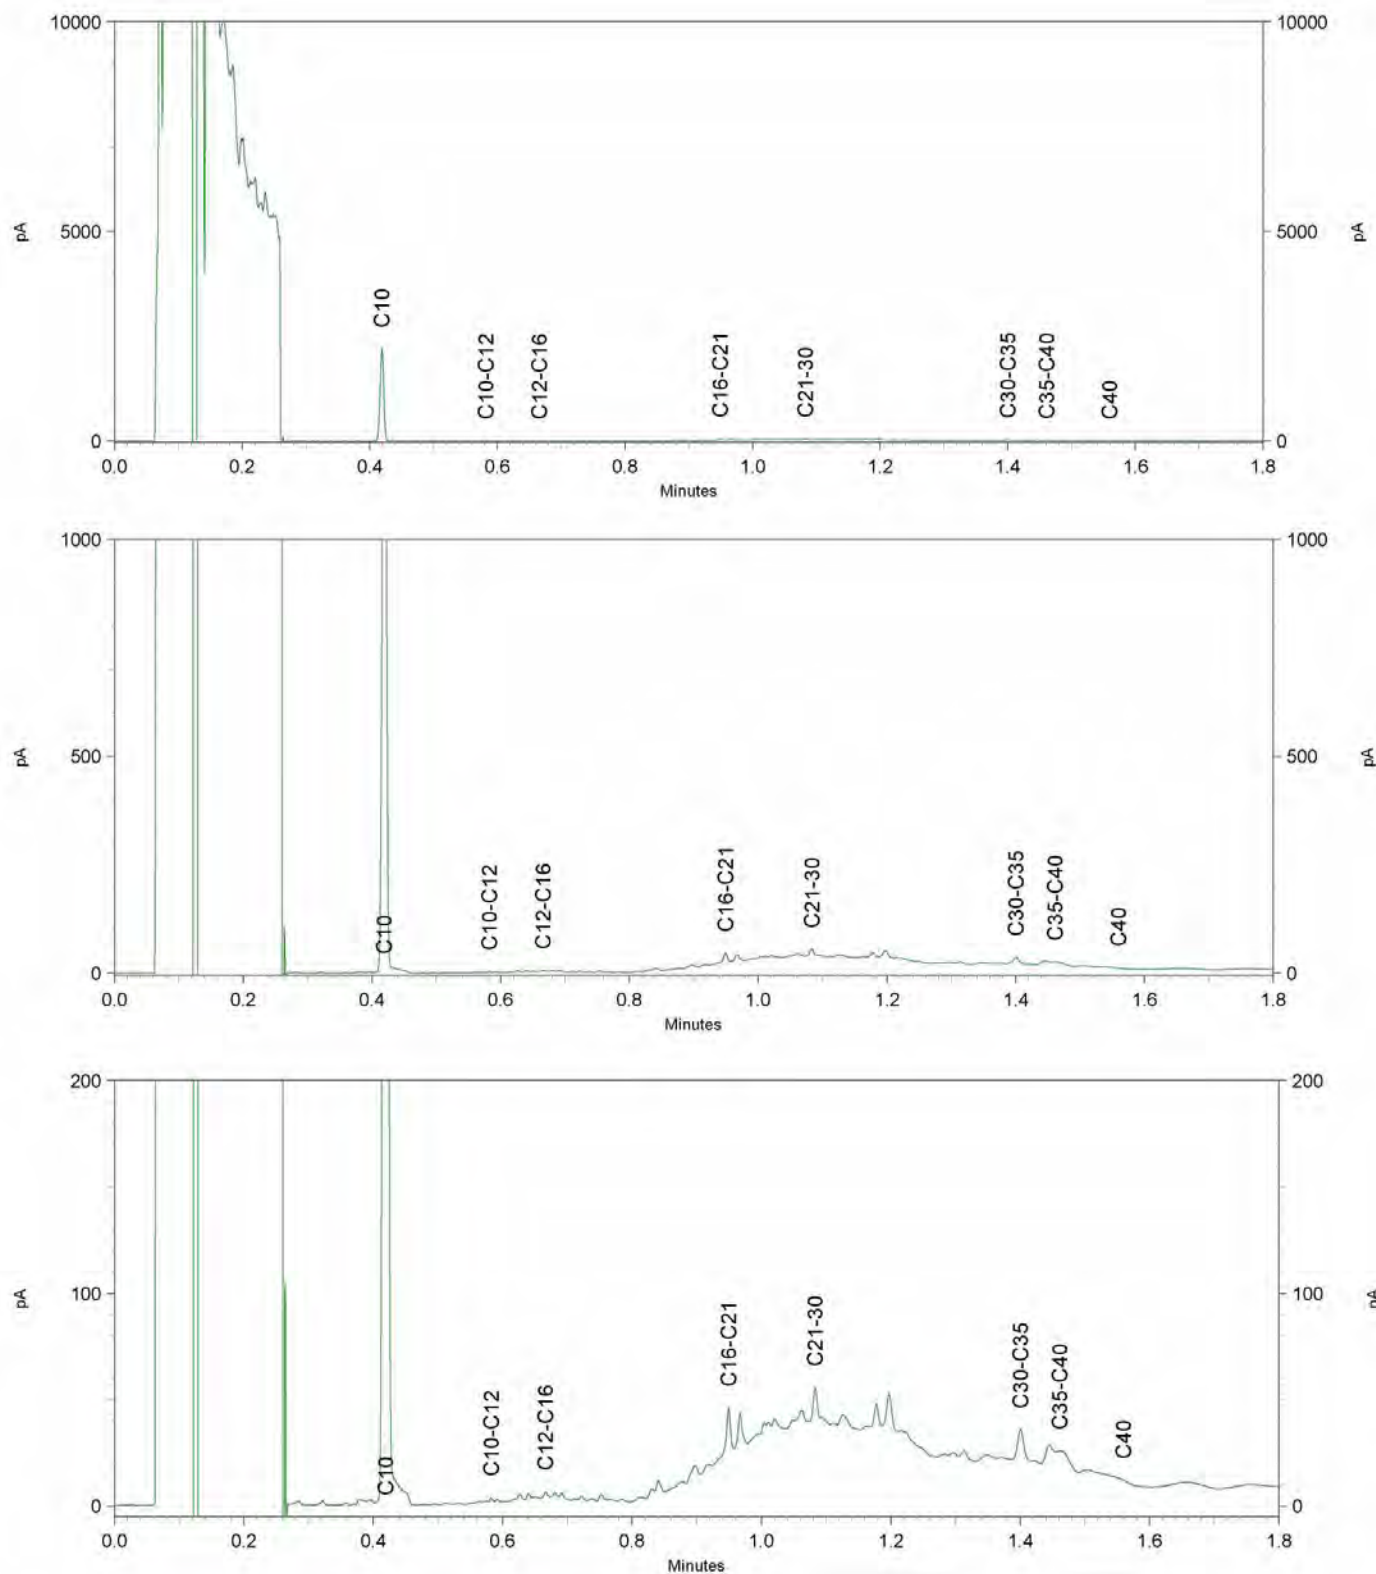 10000 10000
pA 5000 5000 pA
C10
C10-C12 C12-C16 C16-C21 C21-30 C30-C35 C35-C40 C40
0 0
0.0 0.2 0.4 0.6 0.8 1.0 1.2 1.4 1.6 1.8
Minutes
1000 1000
pA 500 500 pA
C10 C10-C12 C12-C16 C16-C21 C21-30 C30-C35 C35-C40 C40
0 0
0.0 0.2 0.4 0.6 0.8 1.0 1.2 1.4 1.6 1.8
Minutes
200 200
pA 100 100 pA
C10 C10-C12 C12-C16 C16-C21 C21-30 C30-C35 C35-C40 C40
0 0
0.0 0.2 0.4 0.6 0.8 1.0 1.2 1.4 1.6 1.8
Minutes